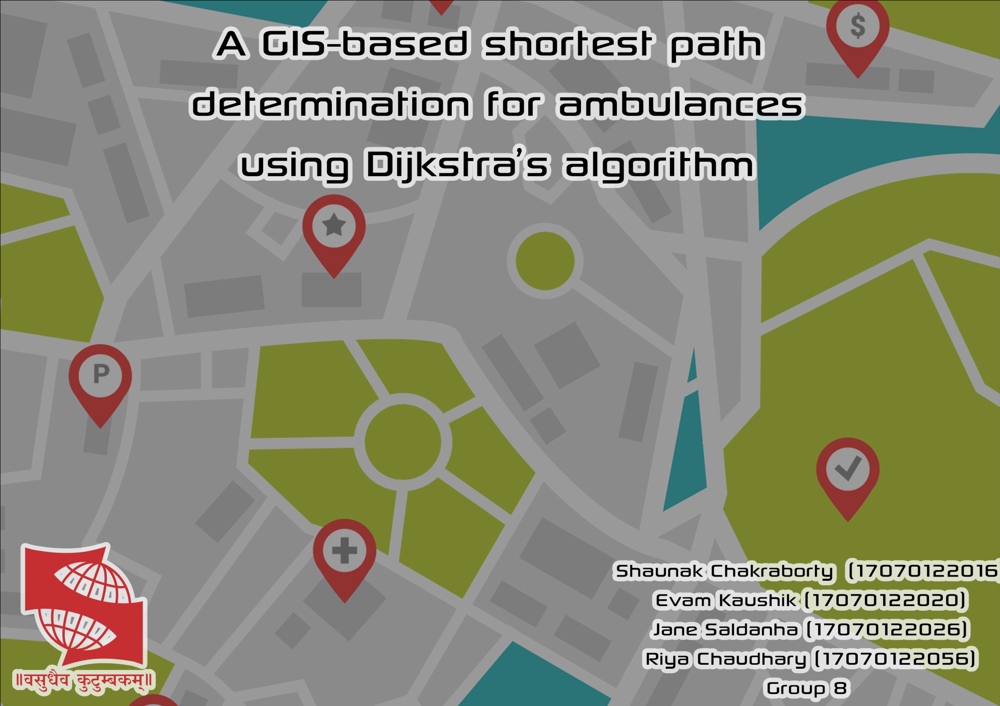 $
A GIS-based shortest path
determination for ambulances
using Dijkstra’s algorithm
P
Shaunak Chakraborty (17070122016)
Evam Kaushik (17070122020)
Jane Saldanha (17070122026)
Riya Chaudhary (17070122056)
Group 8
॥वसुधैव कुटुम्बकम्॥